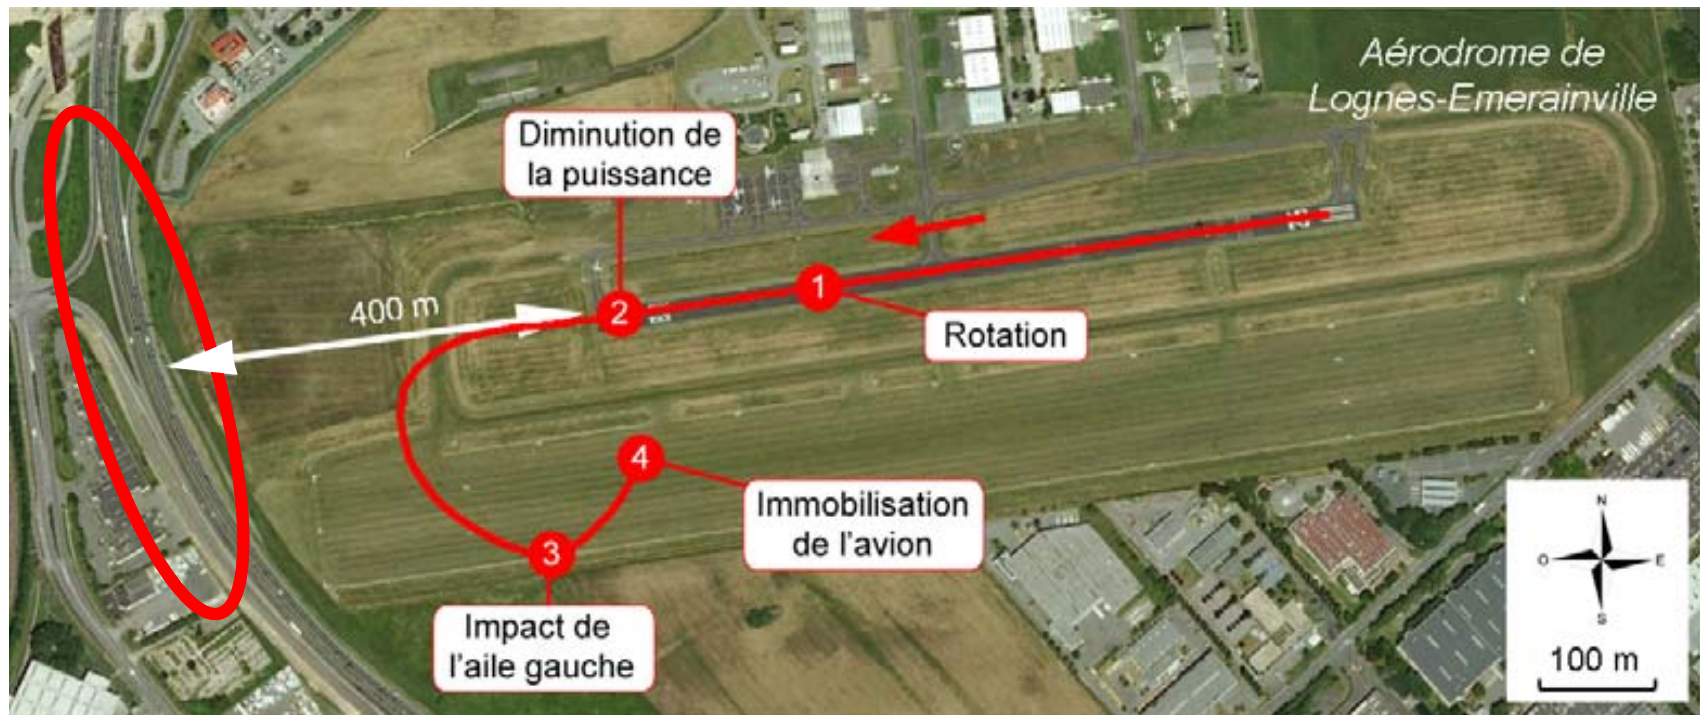 Aérodrome de
Lognes-Emerainville
Diminution de
la puissance
400 m
2
1
Rotation
4
Immobilisation
de l'avion
3
Impact de
l'aile gauche
N
O
E
S
100 m